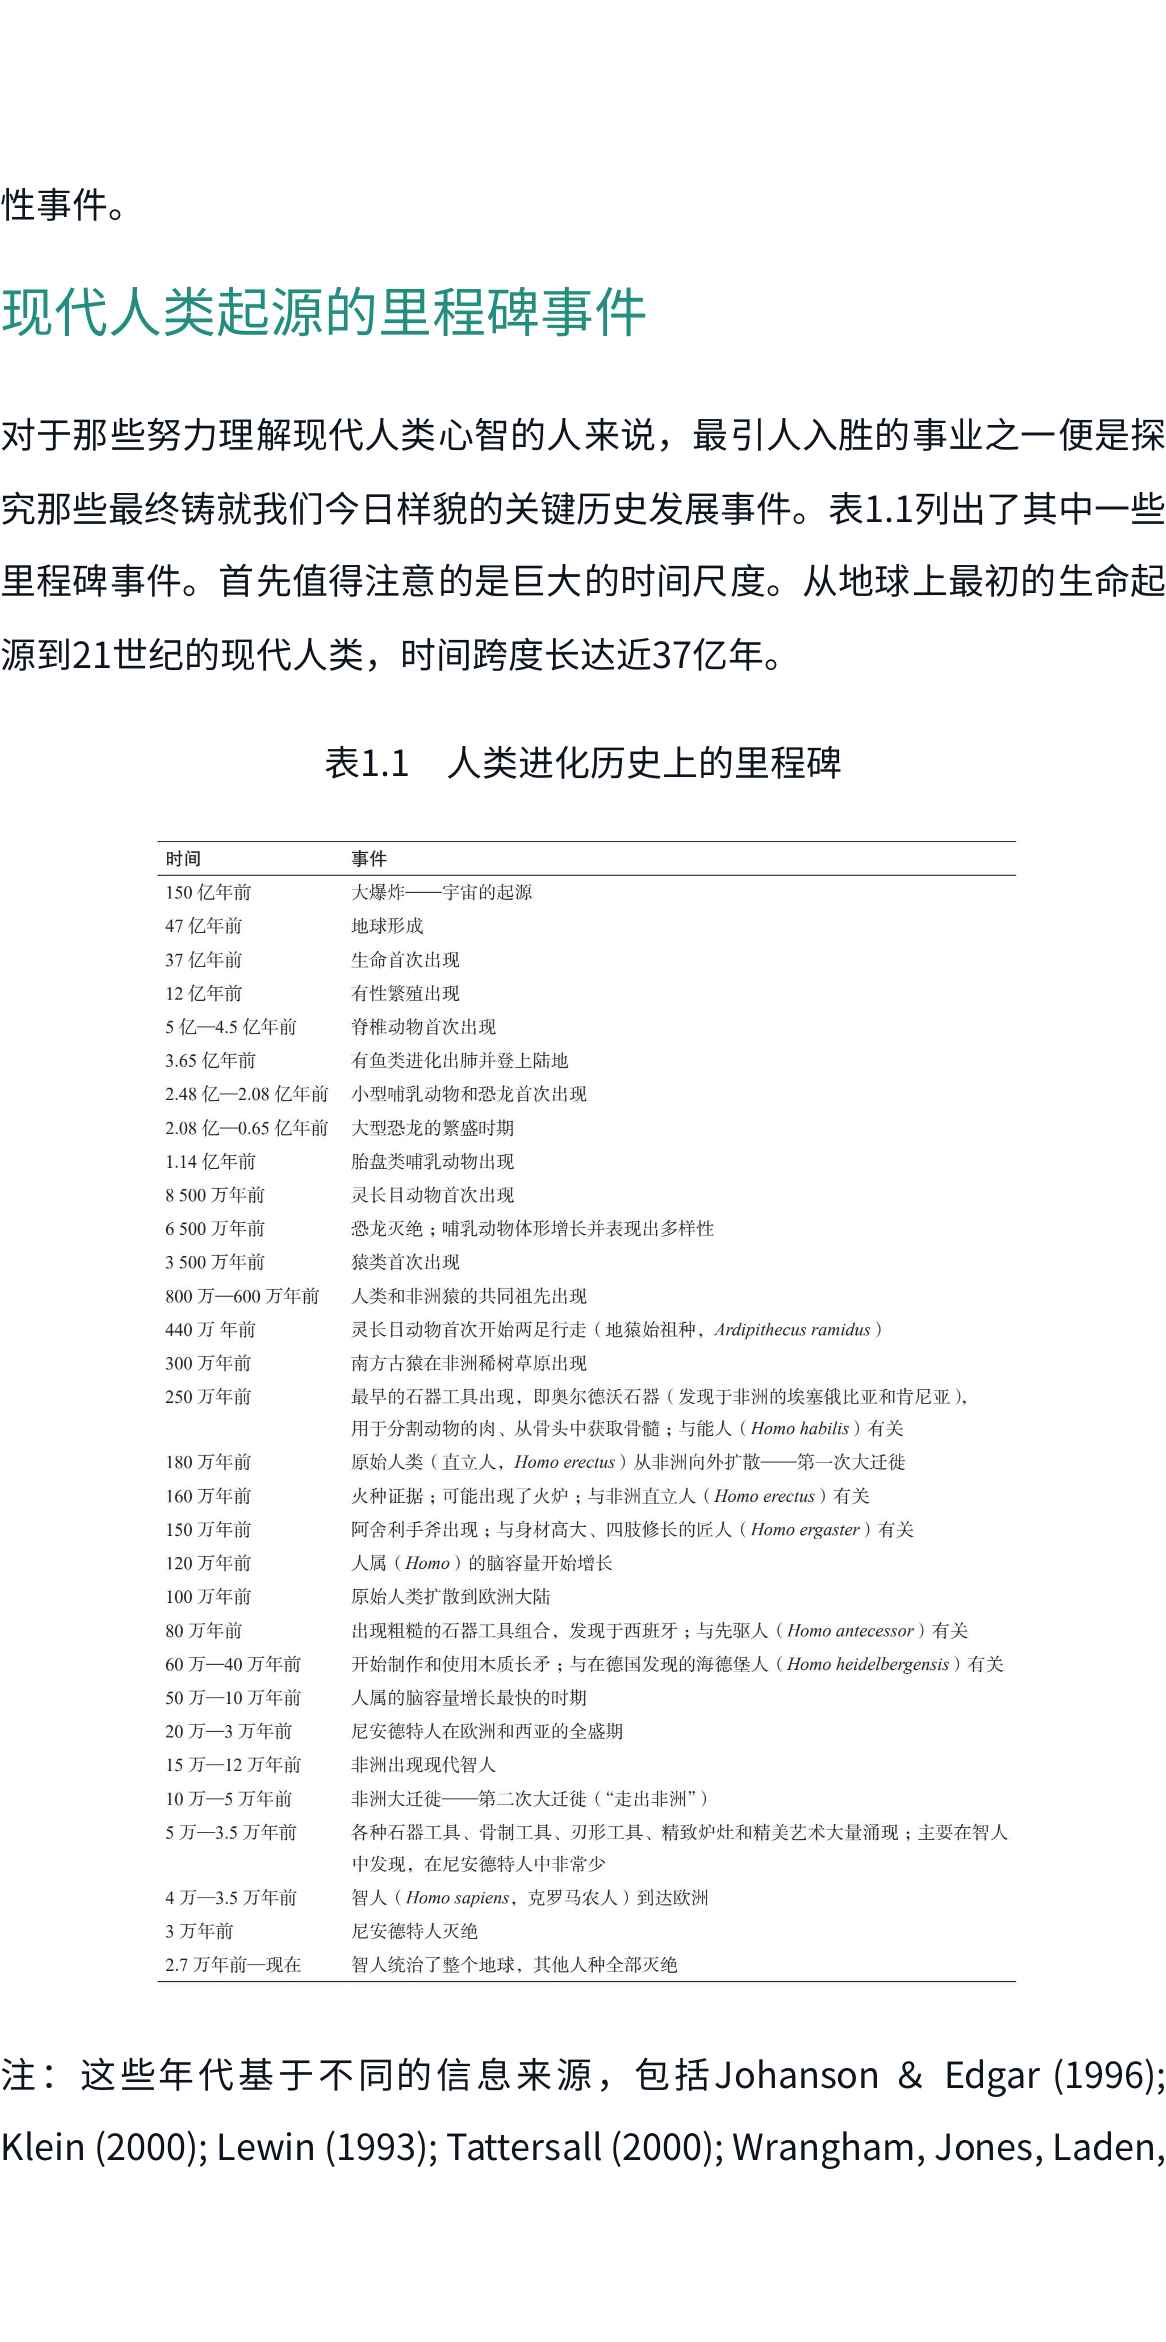 性事件。
现代人类起源的里程碑事件
对于那些努力理解现代人类心智的人来说，最引人入胜的事业之一便是探
究那些最终铸就我们今日样貌的关键历史发展事件。表1.1列出了其中一些
里程碑事件。首先值得注意的是巨大的时间尺度。从地球上最初的生命起
源到21世纪的现代人类，时间跨度长达近37亿年。
表1.1　人类进化历史上的里程碑
时间 事件
150 亿年前 大爆炸——宇宙的起源
47 亿年前 地球形成
37 亿年前 生命首次出现
12 亿年前 有性繁殖出现
5 亿—4.5 亿年前 脊椎动物首次出现
3.65 亿年前 有鱼类进化出肺并登上陆地
2.48 亿—2.08 亿年前 小型哺乳动物和恐龙首次出现
2.08 亿—0.65 亿年前 大型恐龙的繁盛时期
1.14 亿年前 胎盘类哺乳动物出现
8 500 万年前 灵长目动物首次出现
6 500 万年前 恐龙灭绝；哺乳动物体形增长并表现出多样性
3 500 万年前 猿类首次出现
800 万—600 万年前 人类和非洲猿的共同祖先出现
440 万 年前 灵长目动物首次开始两足行走（地猿始祖种，Ardipithecus ramidus）
300 万年前 南方古猿在非洲稀树草原出现
250 万年前 最早的石器工具出现，即奥尔德沃石器（发现于非洲的埃塞俄比亚和肯尼亚），
用于分割动物的肉、从骨头中获取骨髓；与能人（Homo habilis）有关
180 万年前 原始人类（直立人，Homo erectus）从非洲向外扩散——第一次大迁徙
160 万年前 火种证据；可能出现了火炉；与非洲直立人（Homo erectus）有关
150 万年前 阿舍利手斧出现；与身材高大、四肢修长的匠人（Homo ergaster）有关
120 万年前 人属（Homo）的脑容量开始增长
100 万年前 原始人类扩散到欧洲大陆
80 万年前 出现粗糙的石器工具组合，发现于西班牙；与先驱人（Homo antecessor）有关
60 万—40 万年前 开始制作和使用木质长矛；与在德国发现的海德堡人（Homo heidelbergensis）有关
50 万—10 万年前 人属的脑容量增长最快的时期
20 万—3 万年前 尼安德特人在欧洲和西亚的全盛期
15 万—12 万年前 非洲出现现代智人
10 万—5 万年前 非洲大迁徙——第二次大迁徙（“走出非洲”）
5 万—3.5 万年前 各种石器工具、骨制工具、刃形工具、精致炉灶和精美艺术大量涌现；主要在智人
中发现，在尼安德特人中非常少
4 万—3.5 万年前 智人（Homo sapiens，克罗马农人）到达欧洲
3 万年前 尼安德特人灭绝
2.7 万年前—现在 智人统治了整个地球，其他人种全部灭绝
注：这些年代基于不同的信息来源，包括Johanson & Edgar (1996);
Klein (2000); Lewin (1993); Tattersall (2000); Wrangham, Jones, Laden,